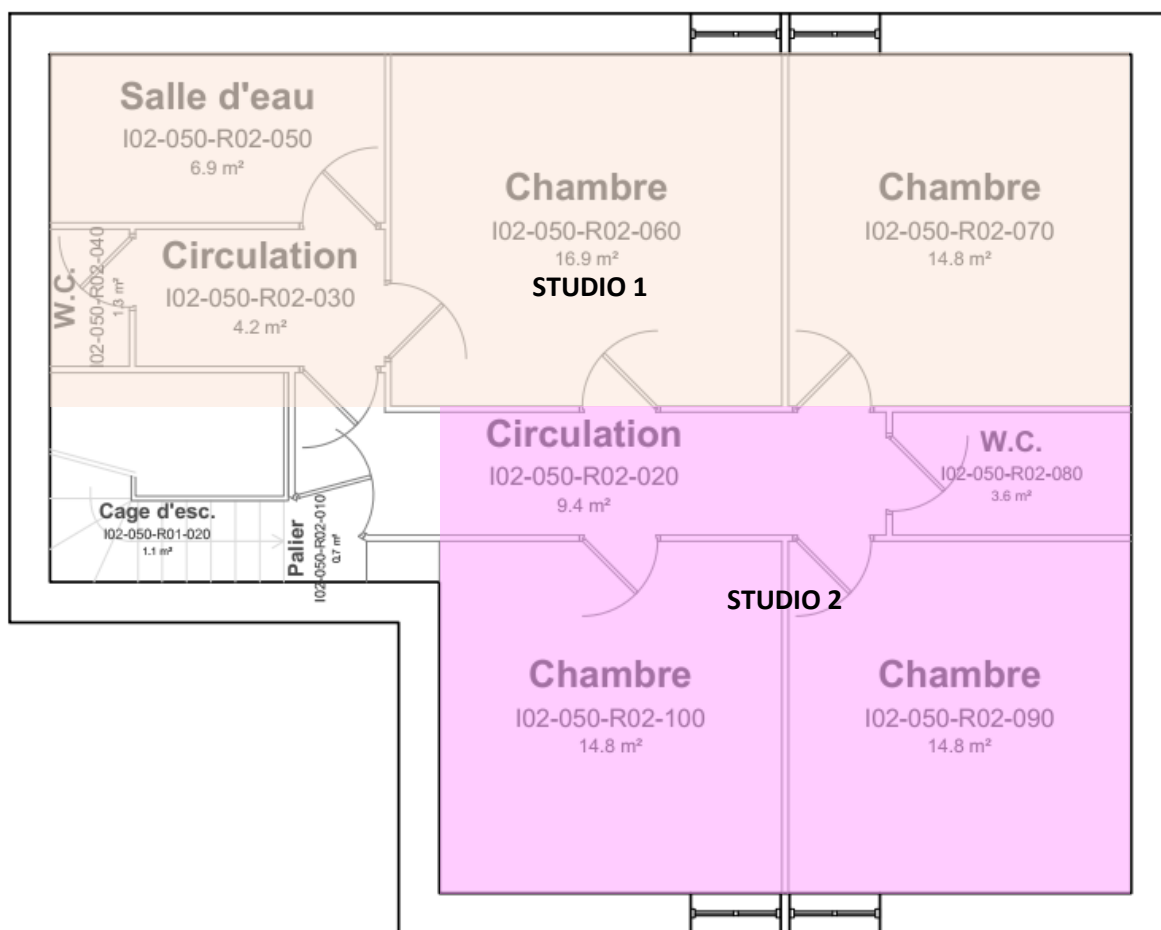 Salle d'eau
I02-050-R02-050
6.9 m²
Chambre
I02-050-R02-060
16.9 m²
STUDIO 1
Chambre
I02-050-R02-070
14.8 m²
W.C.
I02-050-R02-040
1.3 m²
Circulation
I02-050-R02-030
4.2 m²
Circulation
I02-050-R02-020
9.4 m²
W.C.
I02-050-R02-080
3.6 m²
Cage d'esc.
I02-050-R01-020
1.1 m²
Palier
I02-050-R02-010
0.7 m²
STUDIO 2
Chambre
I02-050-R02-100
14.8 m²
Chambre
I02-050-R02-090
14.8 m²